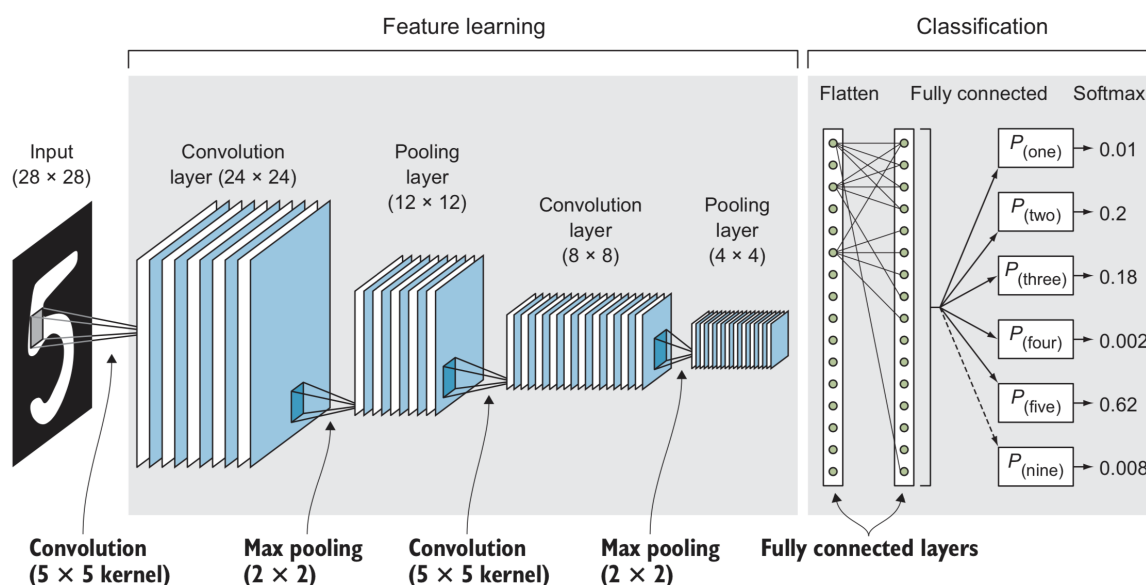 Feature learning
Classification
Flatten
Fully connected
Softmax
Input
(28 × 28)
Convolution
layer (24 × 24)
Pooling
layer
(12 × 12)
Convolution
layer
(8 × 8)
Pooling
layer
(4 × 4)
P(one)
0.01
P(two)
0.2
P(three)
0.18
P(four)
0.002
P(five)
0.62
P(nine)
0.008
Convolution
(5 × 5 kernel)
Max pooling
(2 × 2)
Convolution
(5 × 5 kernel)
Max pooling
(2 × 2)
Fully connected layers